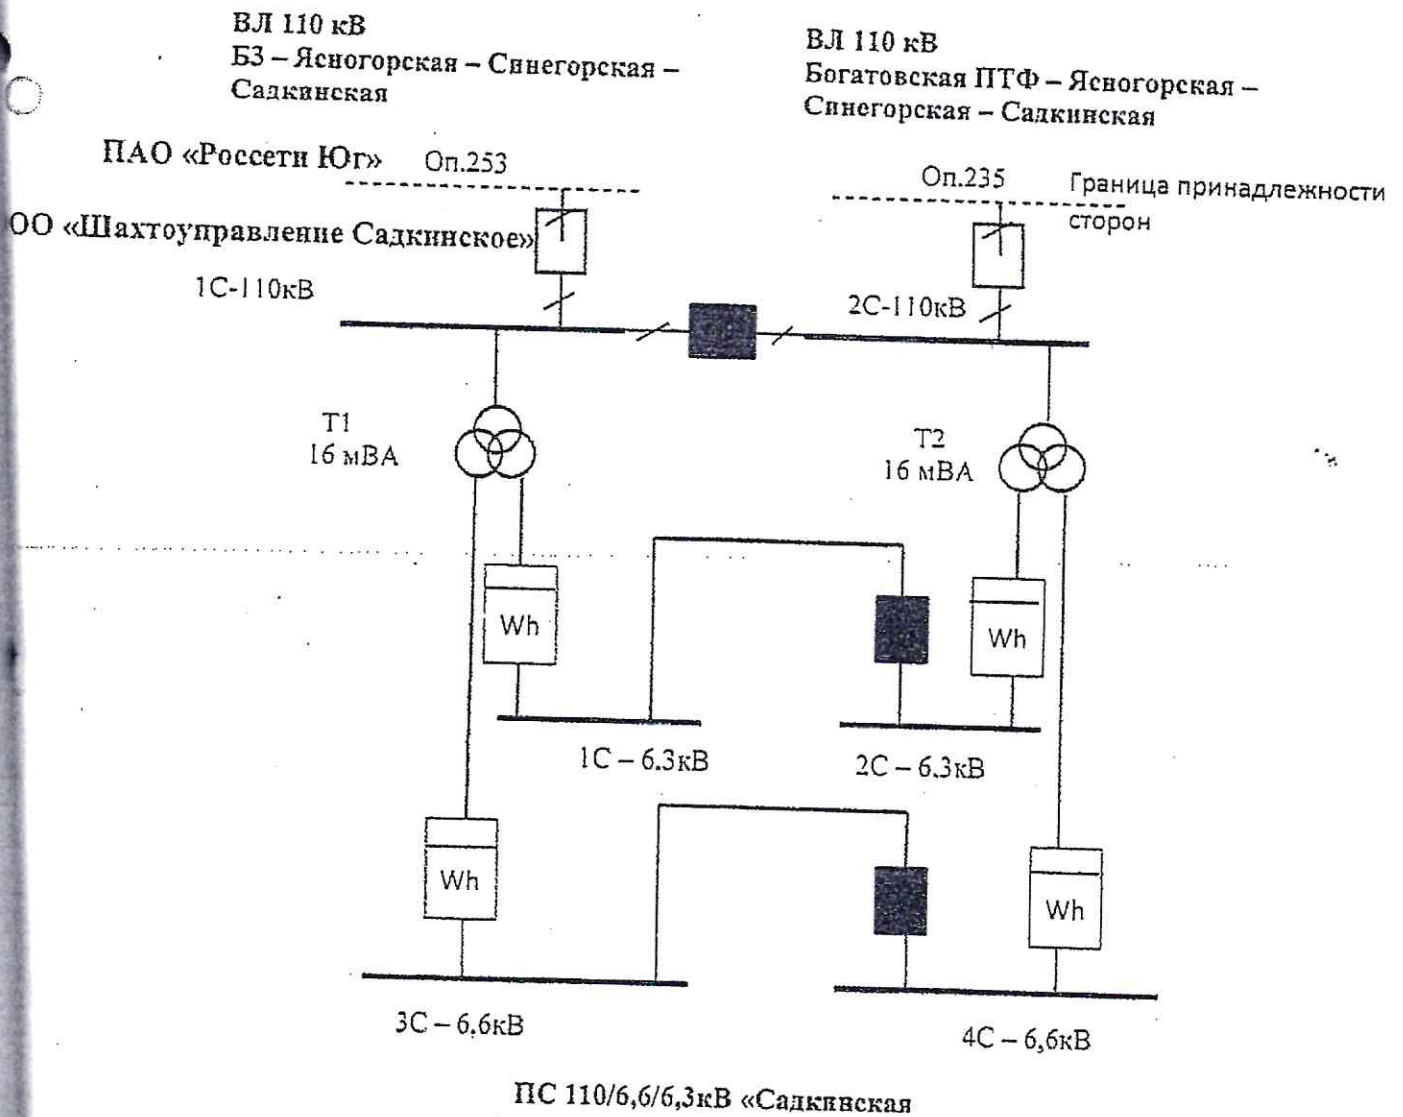 ВЛ 110 кВ
БЗ – Ясногорская – Синегорская –
Садкинская
ВЛ 110 кВ
Богатовская ПТФ – Ясногорская –
Синегорская – Садкинская
ПАО «Россети Юг»
Оп.253
Оп.235
Граница принадлежности
сторон
ОО «Шахтоуправление Садкинское»
1С-110кВ
2С-110кВ
Т1
16 мВА
Т2
16 мВА
Wh
Wh
1С – 6.3кВ
2С – 6.3кВ
Wh
Wh
3С – 6,6кВ
4С – 6,6кВ
ПС 110/6,6/6,3кВ «Садкинская